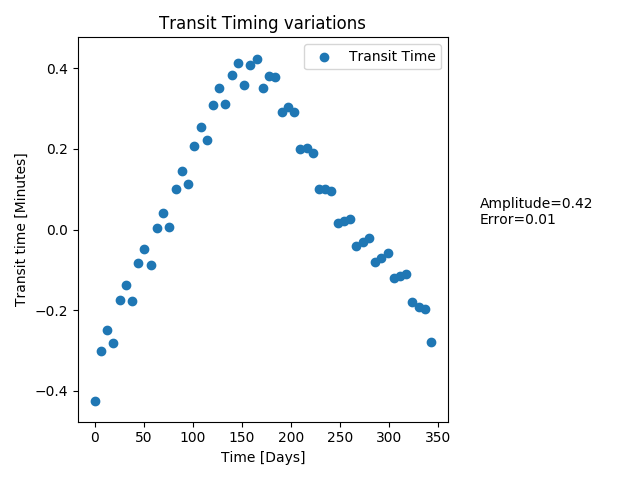 Transit Timing variations
Transit Time
0.4
0.2
0.0
−0.2
−0.4
Transit time [Minutes]
Amplitude=0.42
Error=0.01
0 50 100 150 200 250 300 350
Time [Days]